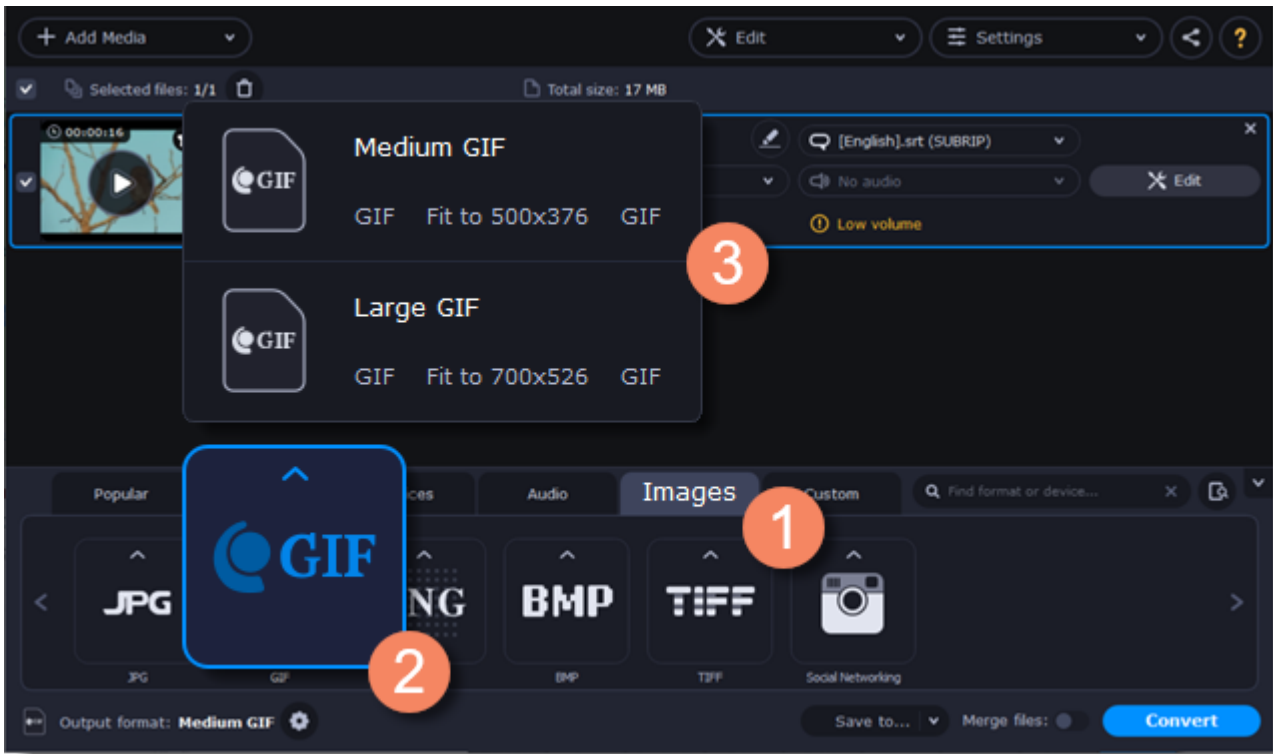 Add Media
Edit
Settings
?
Selected files: 1/1
Total size: 17 MB
00:00:16
Medium GIF
GIF
GIF Fit to 500x376 GIF
[English].srt (SUBRIP)
No audio
Edit
Low volume
3
Large GIF
GIF
GIF Fit to 700x526 GIF
Popular
ces
Audio
Images
Custom
Find format or device...
1
JPG
GIF
NG
BMP
TIFF
2
JPG
GIF
BMP
TIFF
Social Networking
Output format: Medium GIF
Save to...
Merge files:
Convert